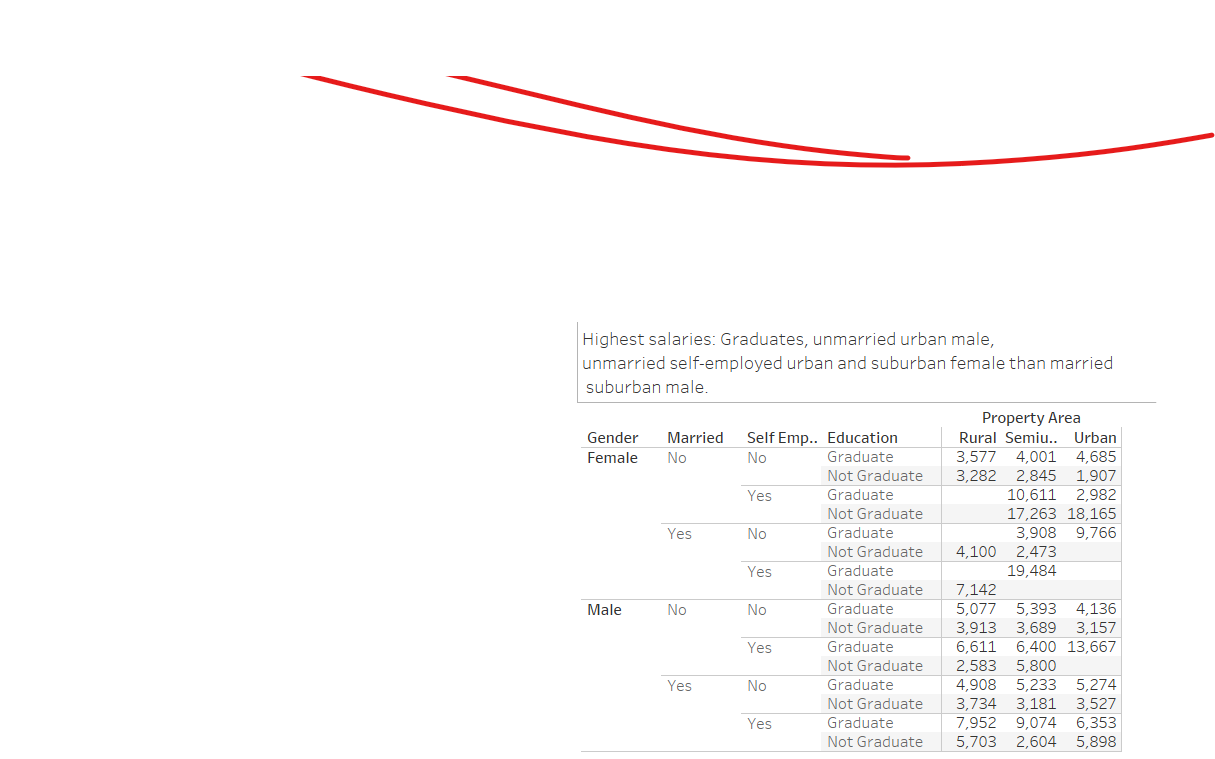 Highest salaries: Graduates, unmarried urban male,
unmarried self-employed urban and suburban female than married
suburban male.
Property Area
Gender Married Self Emp.. Education Rural Semiu.. Urban
Female No No Graduate 3,577 4,001 4,685
Not Graduate 3,282 2,845 1,907
Yes Graduate 10,611 2,982
Not Graduate 17,263 18,165
Yes No Graduate 3,908 9,766
Not Graduate 4,100 2,473
Yes Graduate 19,484
Not Graduate 7,142
Male No No Graduate 5,077 5,393 4,136
Not Graduate 3,913 3,689 3,157
Yes Graduate 6,611 6,400 13,667
Not Graduate 2,583 5,800
Yes No Graduate 4,908 5,233 5,274
Not Graduate 3,734 3,181 3,527
Yes Graduate 7,952 9,074 6,353
Not Graduate 5,703 2,604 5,898